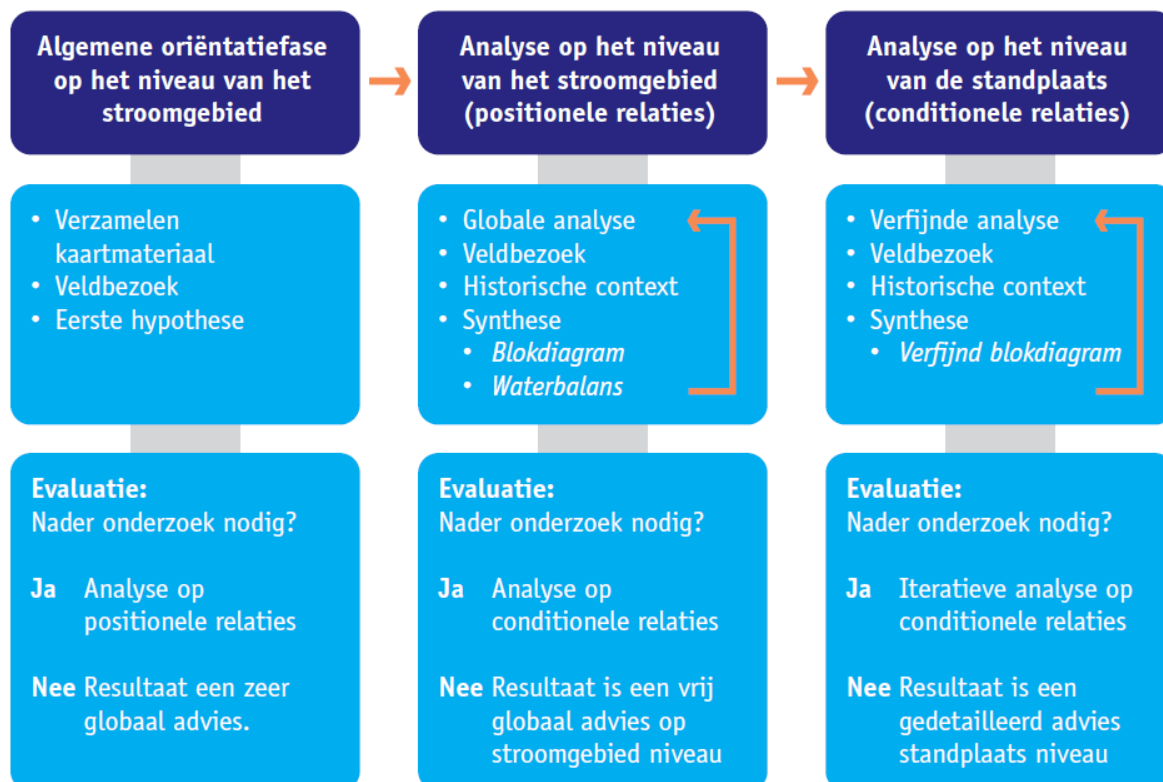 Algemene oriëntatiefase
op het niveau van het
stroomgebied
Analyse op het niveau
van het stroomgebied
(positionele relaties)
Analyse op het niveau
van de standplaats
(conditionele relaties)
• Verzamelen
kaartmateriaal
• Veldbezoek
• Eerste hypothese
• Globale analyse
• Veldbezoek
• Historische context
• Synthese
• Blokdiagram
• Waterbalans
• Verfijnde analyse
• Veldbezoek
• Historische context
• Synthese
• Verfijnd blokdiagram
Evaluatie:
Nader onderzoek nodig?
Ja Analyse op
positionele relaties
Nee Resultaat een zeer
globaal advies.
Evaluatie:
Nader onderzoek nodig?
Ja Analyse op
conditionele relaties
Nee Resultaat is een vrij
globaal advies op
stroomgebied niveau
Evaluatie:
Nader onderzoek nodig?
Ja Iteratieve analyse op
conditionele relaties
Nee Resultaat is een
gedetailleerd advies
standplaats niveau